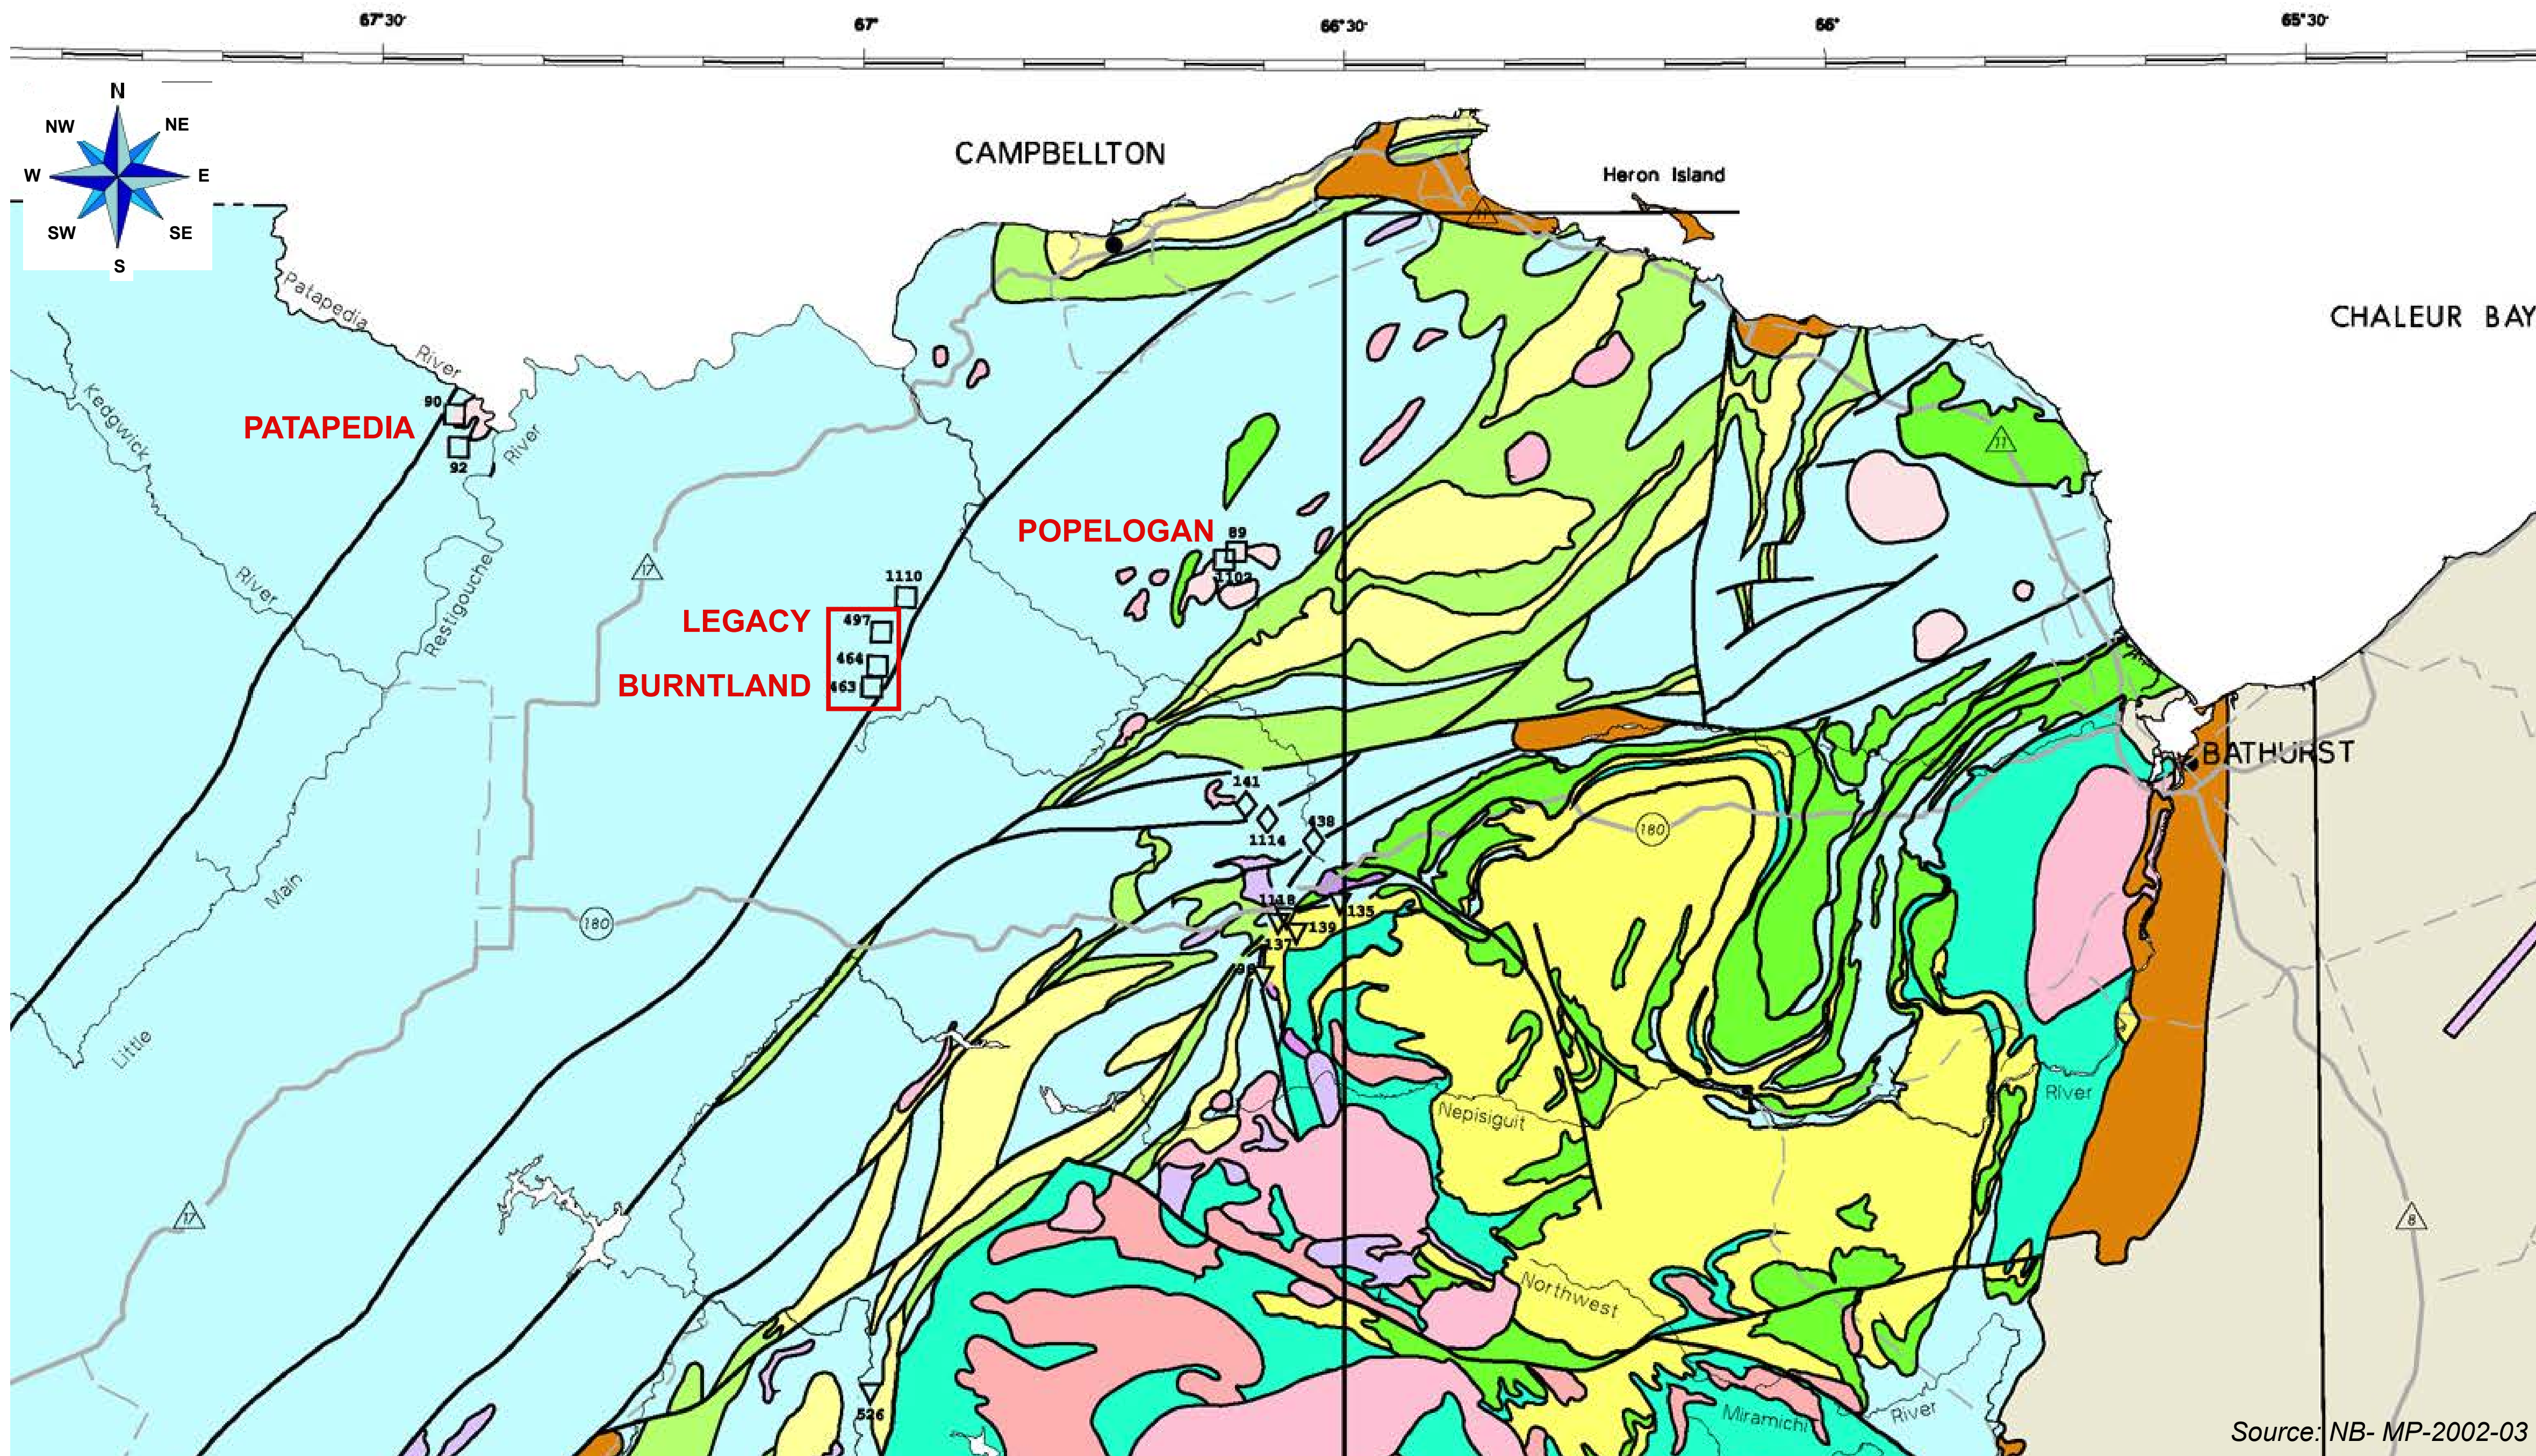 67°30'
67°
66°30'
66°
65°30'
N
NW
NE
W
E
SW
SE
S
CAMPBELLTON
Heron Island
CHALEUR BAY
11
Patapedia
River
Kedgwick
River
90
PATAPEDIA
92
River
Restigouche
11
17
POPELOGAN
89
1102
1110
LEGACY
497
464
BURNTLAND
463
BATHURST
141
1114
438
180
Main
Little
180
1118
135
139
137
Nepisiguit
River
17
8
Northwest
526
Miramichi
River
Source: NB- MP-2002-03